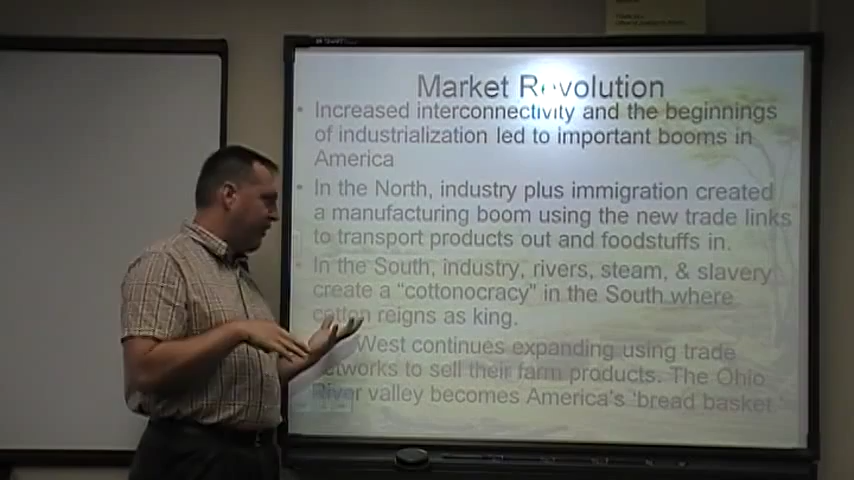 Market Revolution
• Increased interconnectivity and the beginnings
of industrialization led to important booms in
America
• In the North, industry plus immigration created
a manufacturing boom using the new trade links
to transport products out and foodstuffs in.
• In the South, industry, rivers, steam, & slavery
create a “cottonocracy” in the South where
cotton reigns as king.
West continues expanding using trade
etworks to sell their farm products. The Ohio
River valley becomes America's 'bread basket.'